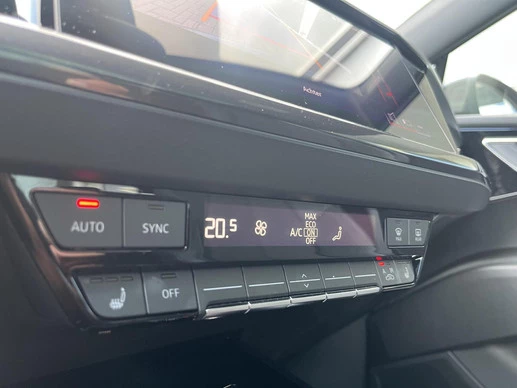 AUTO
SYNC
20.5
MAX
ECO
A/C ON
OFF
OFF